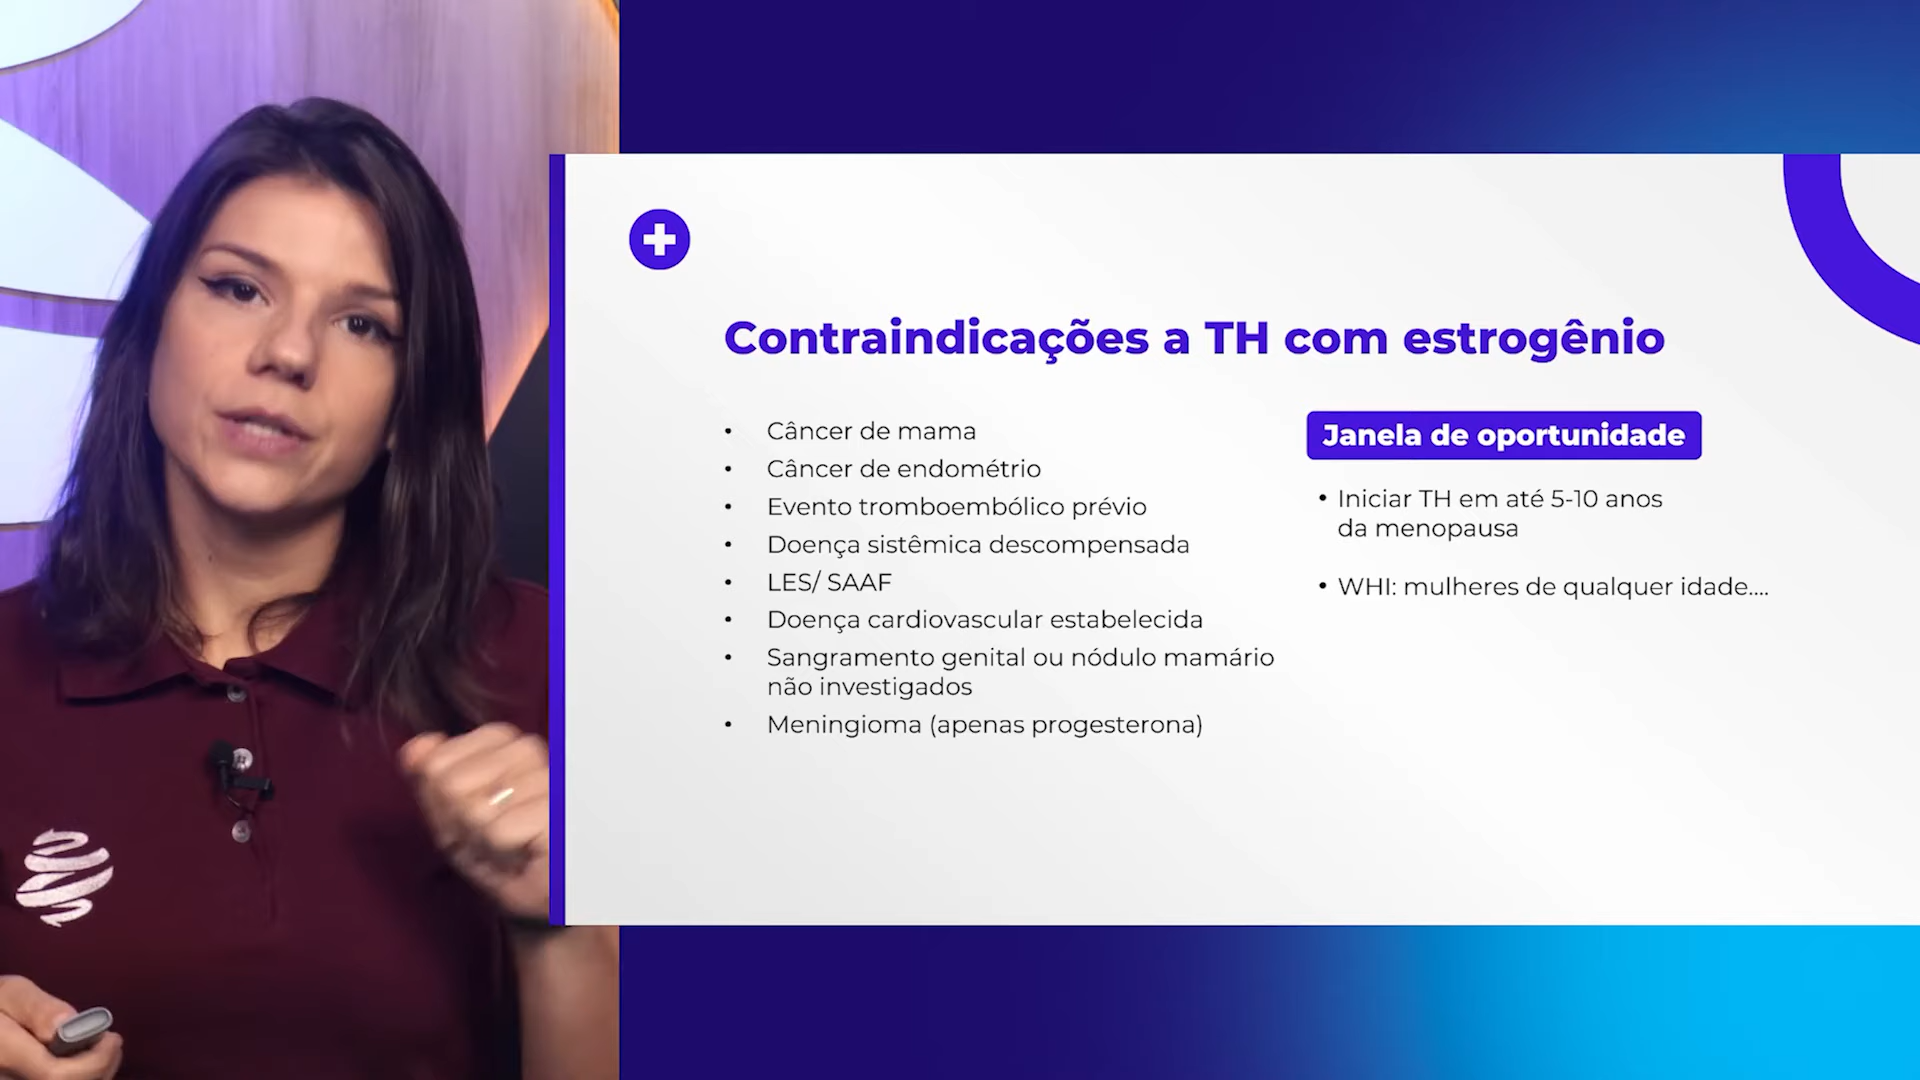 Contraindicações a TH com estrogênio
• Câncer de mama
• Câncer de endométrio
• Evento tromboembólico prévio
• Doença sistêmica descompensada
• LES/ SAAF
• Doença cardiovascular estabelecida
• Sangramento genital ou nódulo mamário
não investigados
• Meningioma (apenas progesterona)
Janela de oportunidade
• Iniciar TH em até 5-10 anos
da menopausa
• WHI: mulheres de qualquer idade....